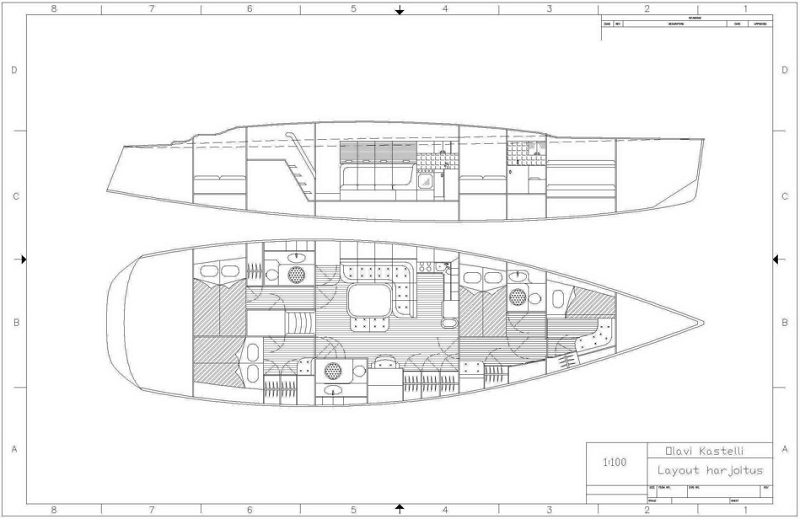 8 7 6 5 4 3 2 1
REVISIONS
ZONE REV DESCRIPTION DATE APPROVED
D D
C C
B B
A A
1:100
Olavi Kastelli
Layout harjoitus
SIZE FSCM NO. DWG NO. REV
SCALE SHEET
8 7 6 5 4 3 2 1